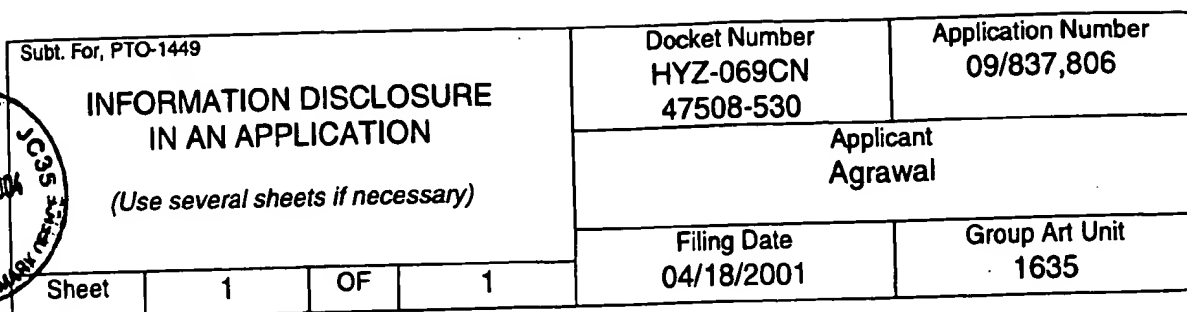 Subt. For, PTO-1449
INFORMATION DISCLOSURE
IN AN APPLICATION
(Use several sheets if necessary)
Sheet 1 OF 1
Docket Number
HYZ-069CN
47508-530
Application Number
09/837,806
Applicant
Agrawal
Filing Date
04/18/2001
Group Art Unit
1635
JC35